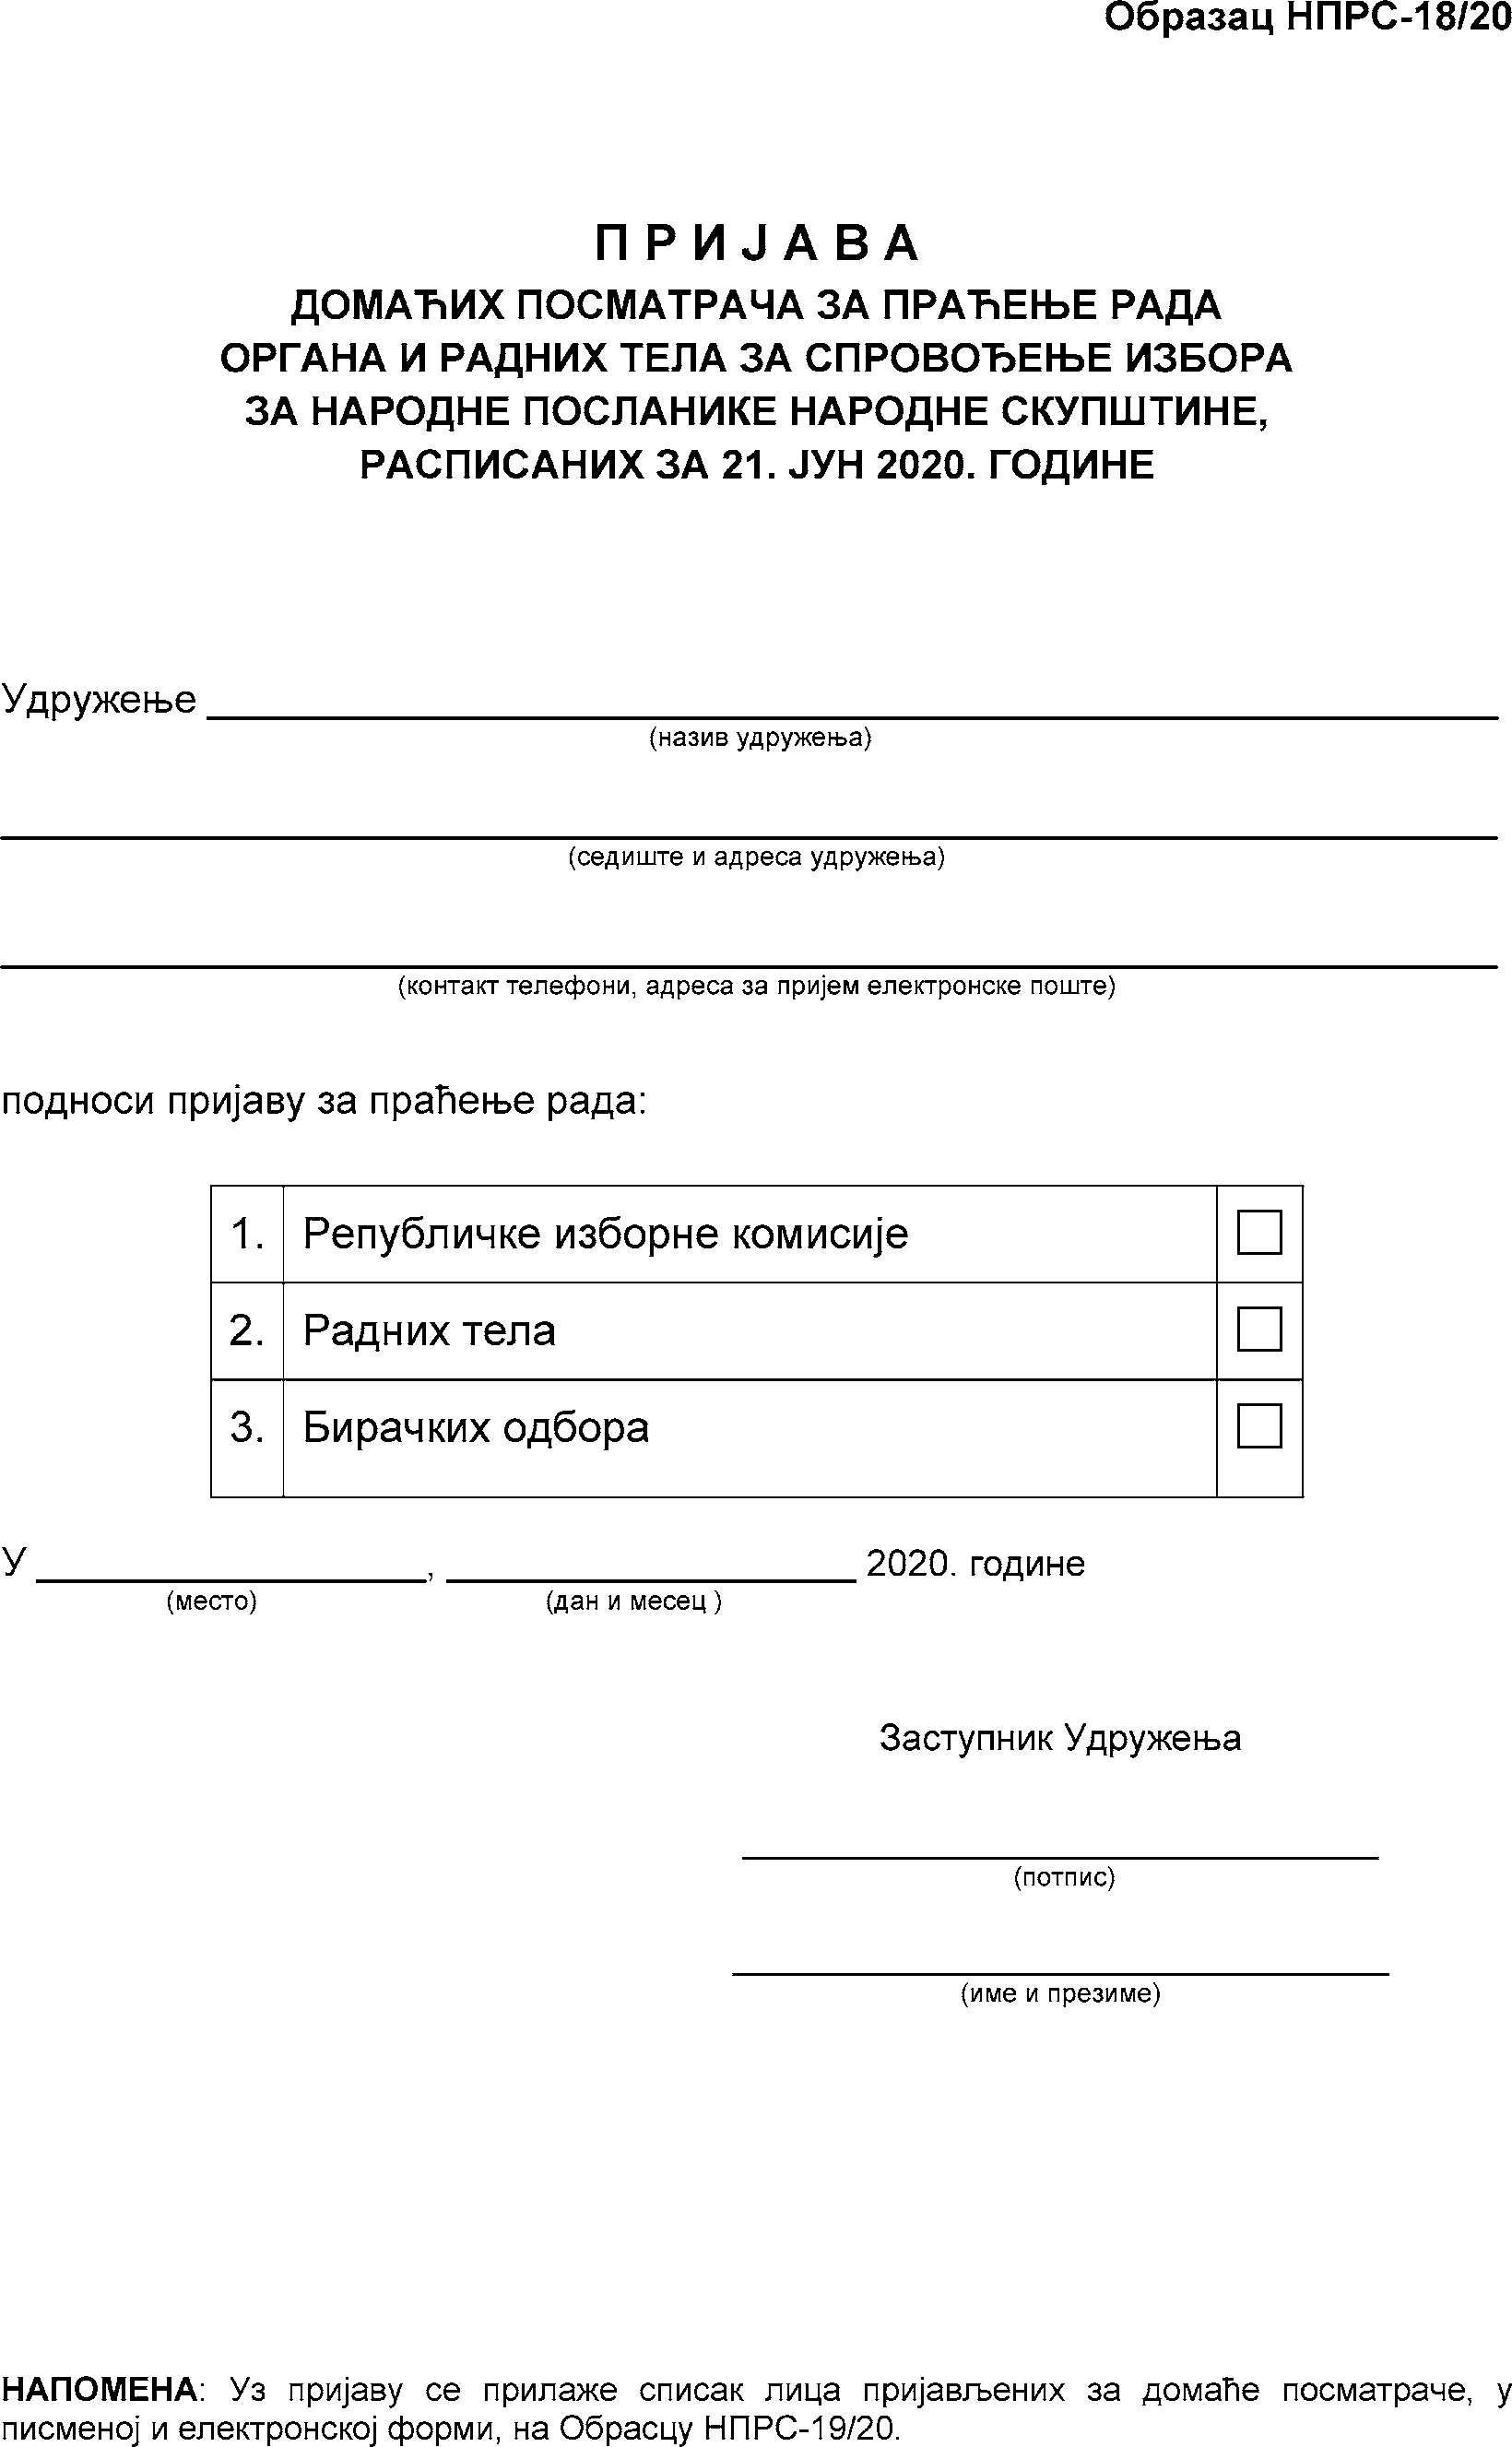 Образац НПРС-18/20
П Р И Ј А В А
ДОМАЋИХ ПОСМАТРАЧА ЗА ПРАЋЕЊЕ РАДА
ОРГАНА И РАДНИХ ТЕЛА ЗА СПРОВОЂЕЊЕ ИЗБОРА
ЗА НАРОДНЕ ПОСЛАНИКЕ НАРОДНЕ СКУПШТИНЕ,
РАСПИСАНИХ ЗА 21. ЈУН 2020. ГОДИНЕ
Удружење
(назив удружења)
(седиште и адреса удружења)
(контакт телефони, адреса за пријем електронске поште)
подноси пријаву за праћење рада:
1. Републичке изборне комисије
2. Радних тела
3. Бирачких одбора
У , 2020. године
(место) (дан и месец )
Заступник Удружења
(потпис)
(име и презиме)
НАПОМЕНА: Уз пријаву се прилаже списак лица пријављених за домаће посматраче, у
писменој и електронској форми, на Обрасцу НПРС-19/20.